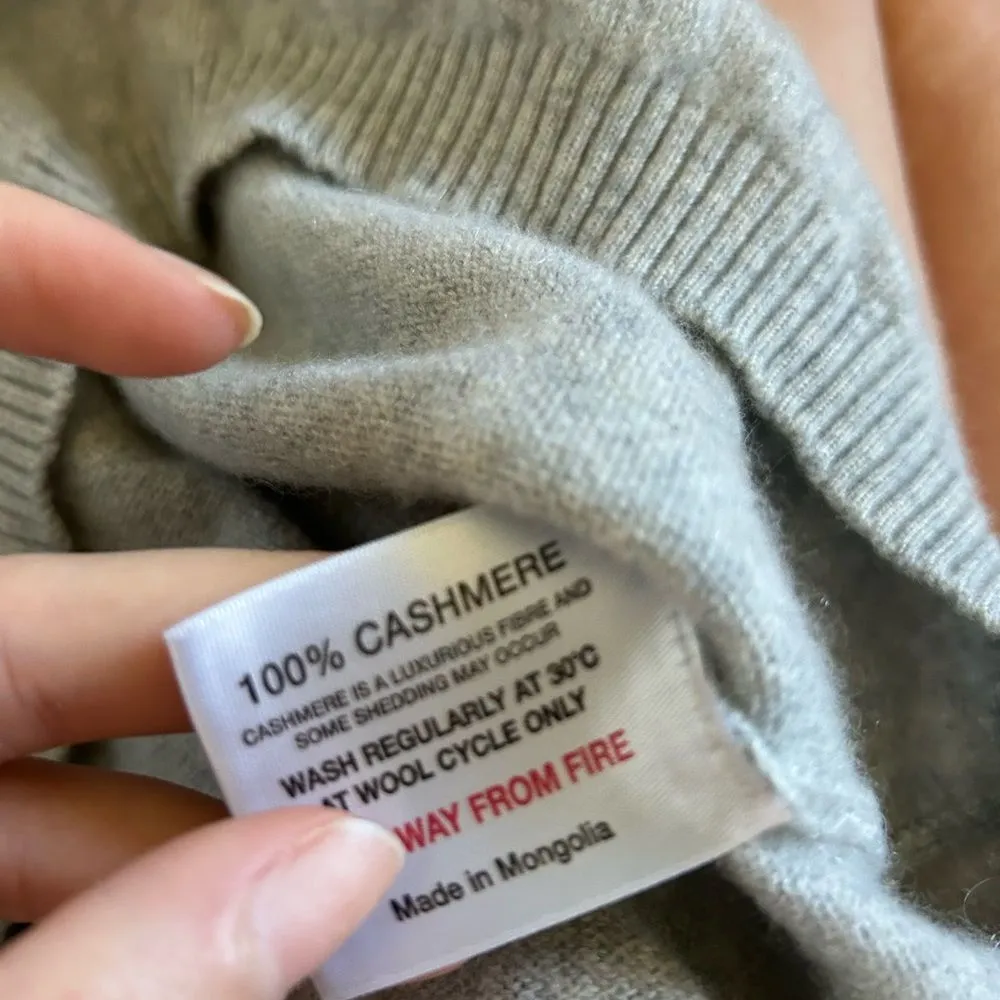 100% CASHMERE
CASHMERE IS A LUXURIOUS FIBRE AND
SOME SHEDDING MAY OCCUR
WASH REGULARLY AT 30°C
AT WOOL CYCLE ONLY
WAY FROM FIRE
Made in Mongolia